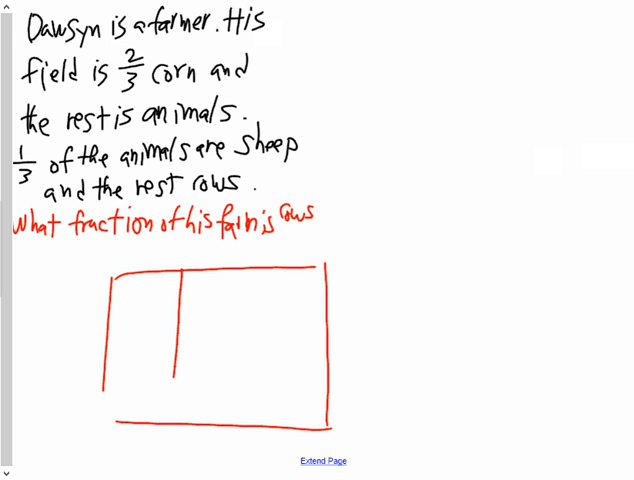 Dawsyn is a farmer. His
field is 2/3 corn and
the rest is animals.
1/3 of the animals are sheep
and the rest cows.
What fraction of his farm is cows
Extend Page